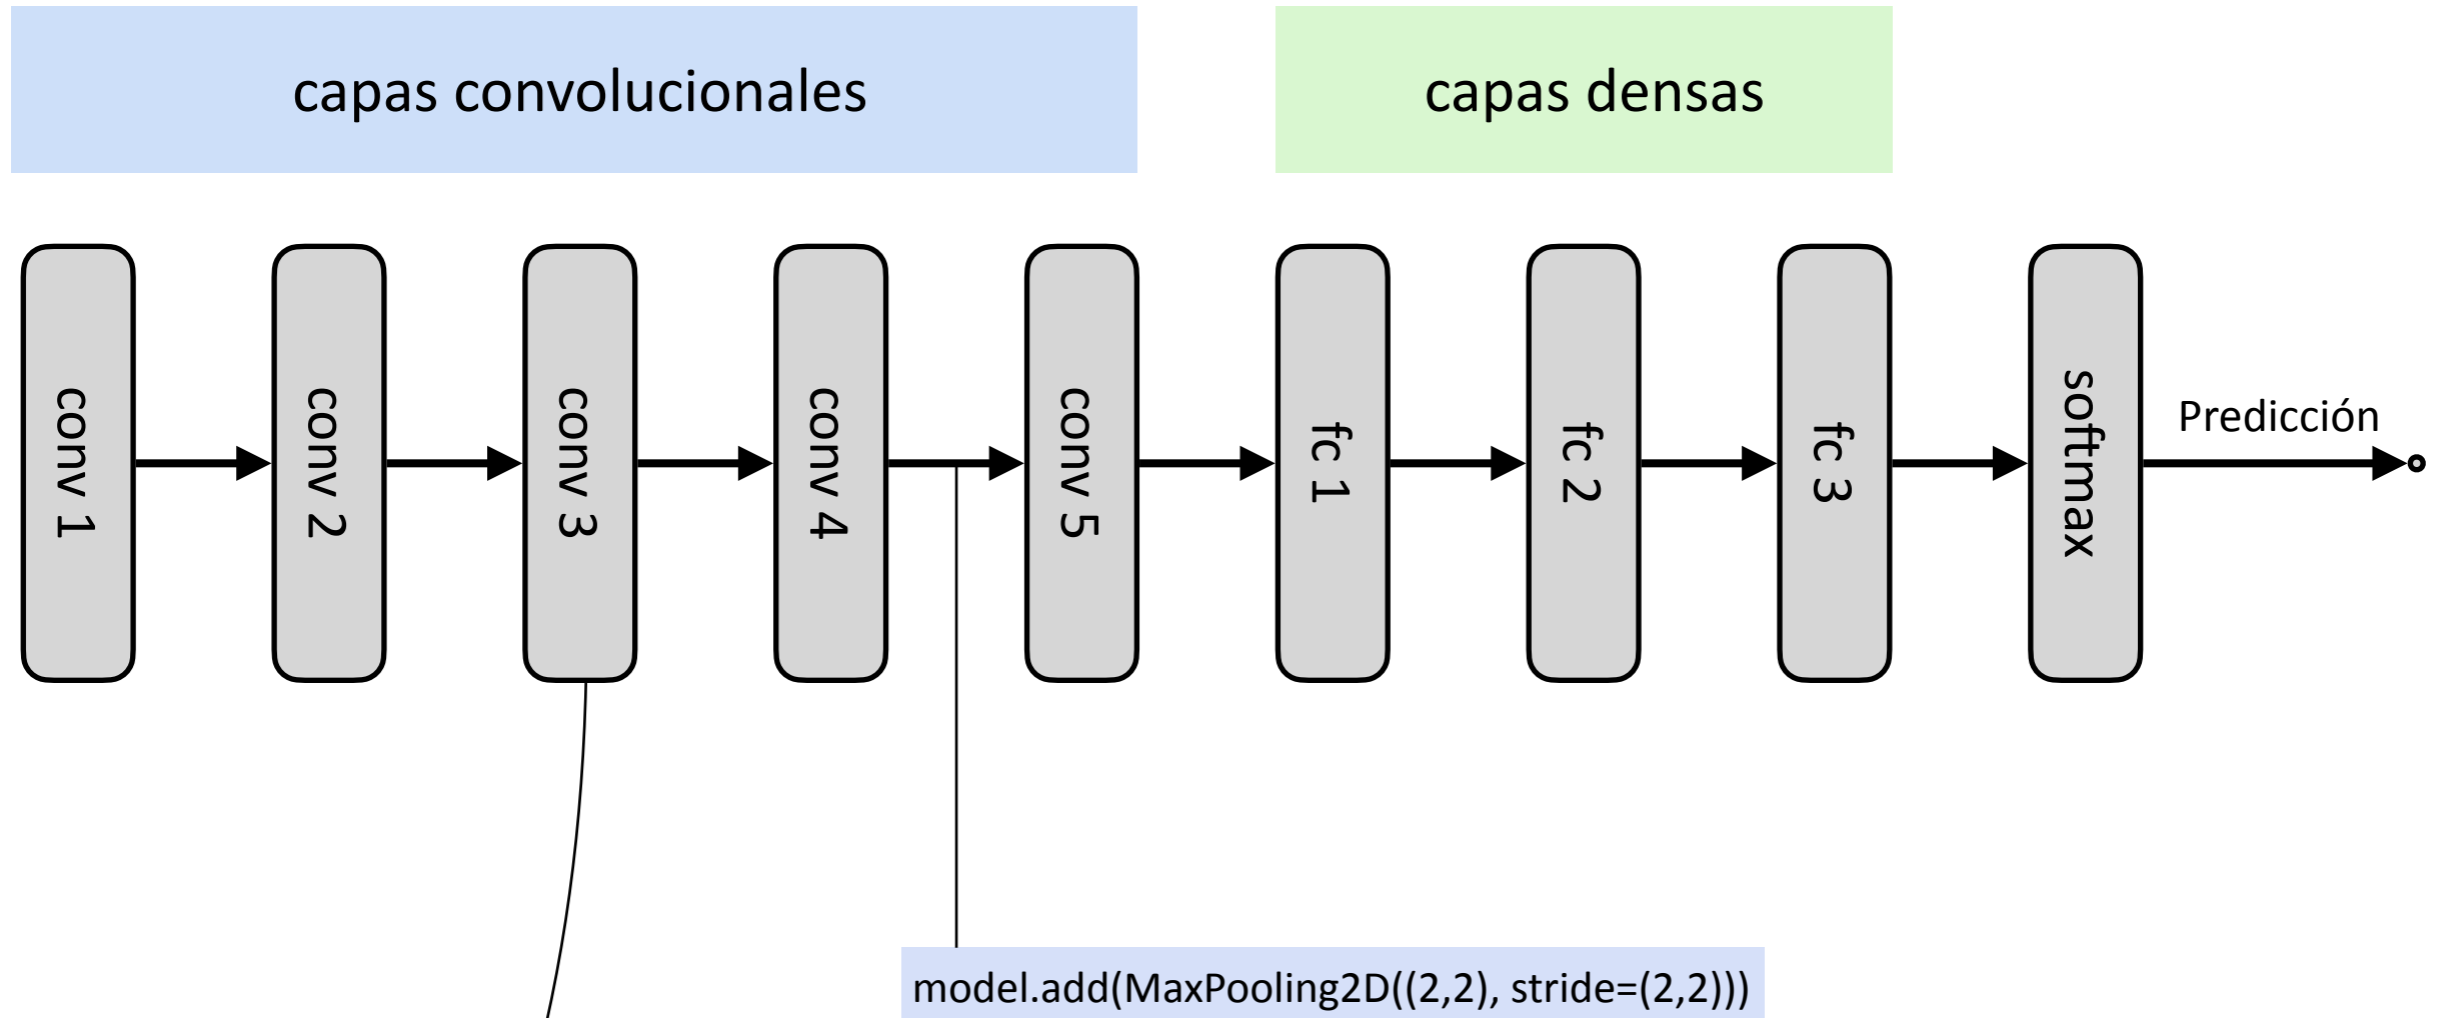 capas convolucionales
capas densas
conv 1
conv 2
conv 3
conv 4
conv 5
fc 1
fc 2
fc 3
softmax
Predicción
model.add(MaxPooling2D((2,2), stride=(2,2)))